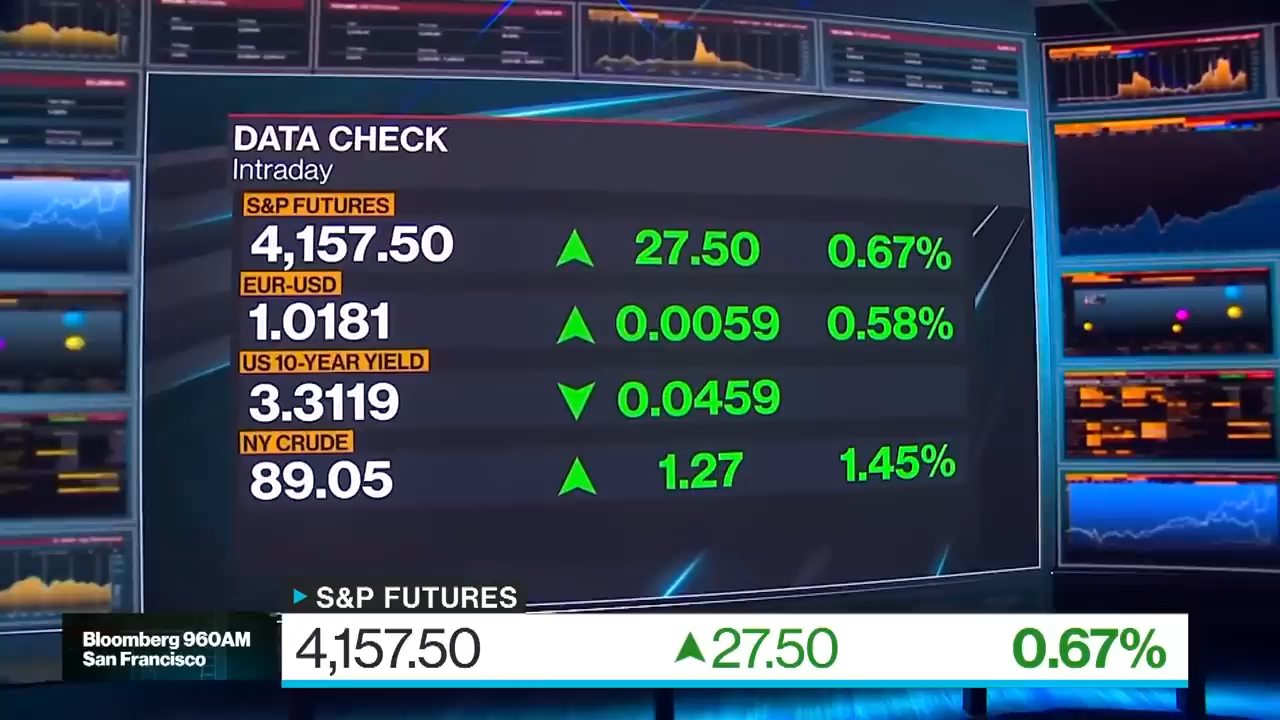 DATA CHECK
Intraday
S&P FUTURES
4,157.50 ▲ 27.50 0.67%
EUR-USD
1.0181 ▲ 0.0059 0.58%
US 10-YEAR YIELD
3.3119 ▼ 0.0459
NY CRUDE
89.05 ▲ 1.27 1.45%
S&P FUTURES
Bloomberg 960AM
San Francisco
4,157.50 ▲27.50 0.67%